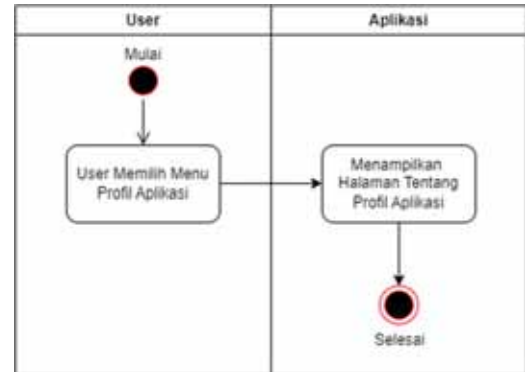 User
Aplikasi
Mulai
User Memilih Menu
Profil Aplikasi
Menampilkan
Halaman Tentang
Profil Aplikasi
Selesai